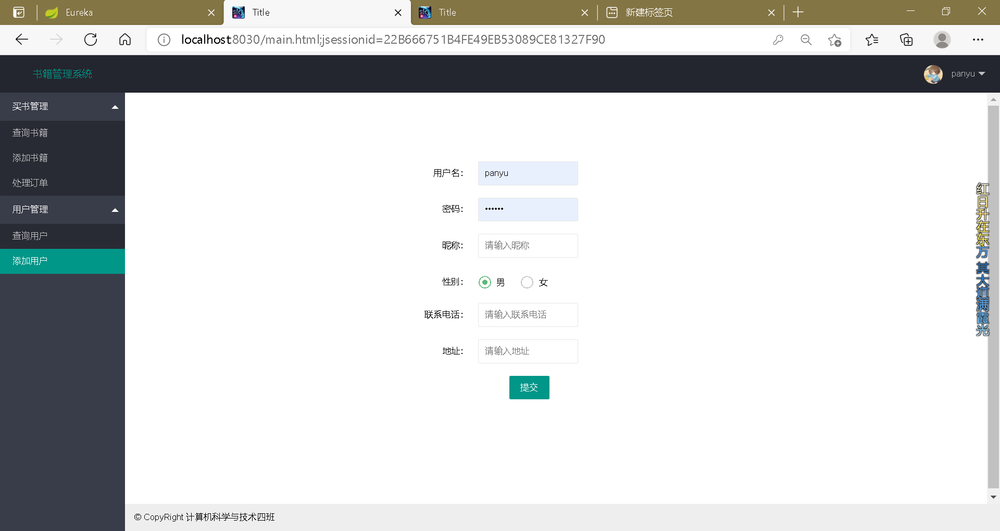 Eureka
Title
Title
新建标签页
localhost:8030/main.html;jsessionid=22B666751B4FE49EB53089CE81327F90
书籍管理系统
panyu
买书管理
查询书籍
添加书籍
处理订单
用户管理
查询用户
添加用户
用户名：
panyu
密码：
••••••
昵称：
请输入昵称
性别：
男
女
联系电话：
请输入联系电话
地址：
请输入地址
提交
红日升在东方 其大道满霞光
© CopyRight 计算机科学与技术四班